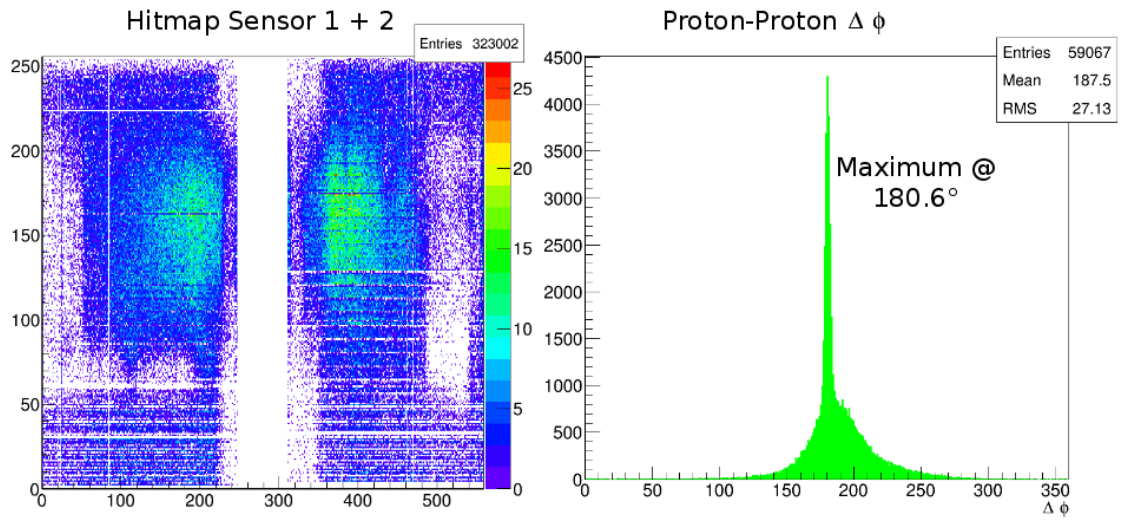 Hitmap Sensor 1 + 2
Entries 323002
250
200
150
100
50
0
0 100 200 300 400 500
25
20
15
10
5
0
Proton-Proton Δ ϕ
Entries 59067
Mean 187.5
RMS 27.13
Maximum @
180.6°
4500
4000
3500
3000
2500
2000
1500
1000
500
0
0 50 100 150 200 250 300 350
Δ ϕ